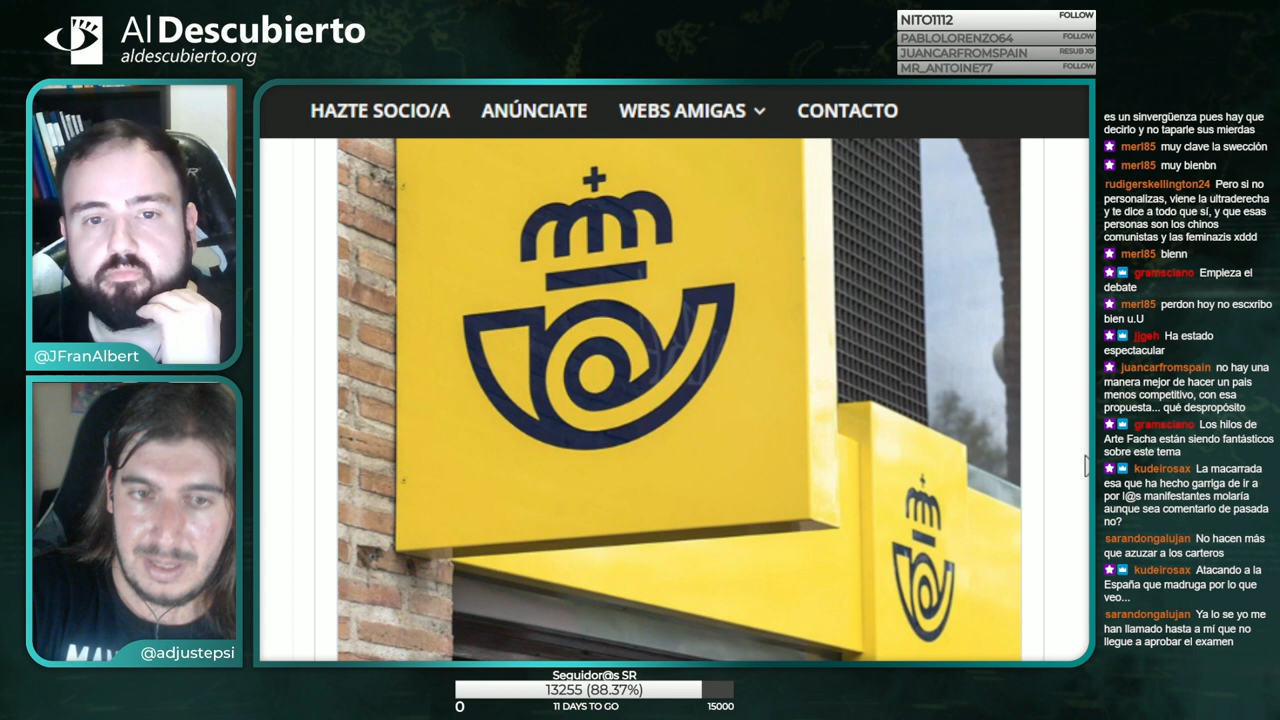 Al Descubierto
aldescubierto.org
NITO1112 FOLLOW
PABLOLORENZO64 FOLLOW
JUANCARFROMSPAIN RESUB X9
MR_ANTOINE77 FOLLOW
HAZTE SOCIO/A ANÚNCIATE WEBS AMIGAS CONTACTO
@JFranAlbert
@adjustepsi
es un sinvergüenza pues hay que
decirlo y no taparle sus mierdas
merl85 muy clave la swección
merl85 muy bienbn
rudigerskellington24 Pero si no
personalizas, viene la ultraderecha
y te dice a todo que sí, y que esas
personas son los chinos
comunistas y las feminazis xddd
merl85 blenn
gramsciano Empieza el
debate
merl85 perdon hoy no escxribo
bien u.U
jjgeh Ha estado
espectacular
juancarfromspain no hay una
manera mejor de hacer un pais
menos competitivo, con esa
propuesta... qué despropósito
gramsciano Los hilos de
Arte Facha están siendo fantásticos
sobre este tema
kudeirosax La macarrada
esa que ha hecho garriga de ir a
por l@s manifestantes molaría
aunque sea comentarlo de pasada
no?
sarandongalujan No hacen más
que azuzar a los carteros
kudeirosax Atacando a la
España que madruga por lo que
veo...
sarandongalujan Ya lo se yo me
han llamado hasta a mí que no
llegue a aprobar el examen
Seguidor@s SR
13255 (88.37%)
0 11 DAYS TO GO 15000